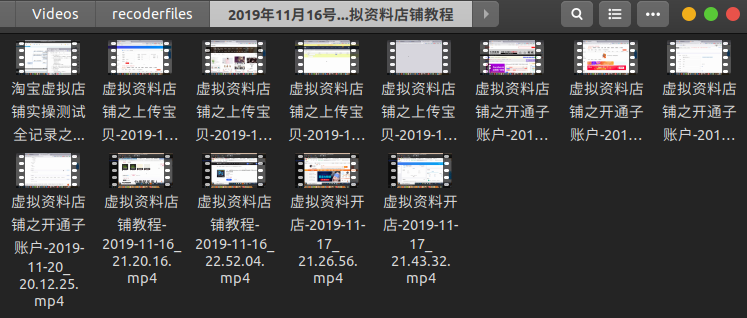 Videos
recoderfiles
2019年11月16号...拟资料店铺教程
淘宝虚拟店
铺实操测试
全记录之...
虚拟资料店
铺之上传宝
贝-2019-1...
虚拟资料店
铺之上传宝
贝-2019-1...
虚拟资料店
铺之上传宝
贝-2019-1...
虚拟资料店
铺之上传宝
贝-2019-1...
虚拟资料店
铺之开通子
账户-201...
虚拟资料店
铺之开通子
账户-201...
虚拟资料店
铺之开通子
账户-201...
虚拟资料店
铺之开通子
账户-2019-
11-20_
20.12.25.
mp4
虚拟资料店
铺教程-
2019-11-16_
21.20.16.
mp4
虚拟资料店
铺教程-
2019-11-16_
22.52.04.
mp4
虚拟资料开
店-2019-11-
17_
21.26.56.
mp4
虚拟资料开
店-2019-11-
17_
21.43.32.
mp4